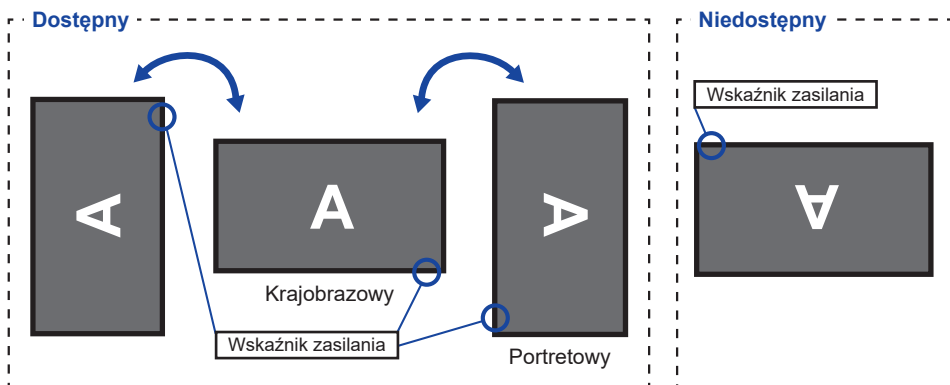 Dostępny
Niedostępny
Wskaźnik zasilania
A
A
A
A
Krajobrazowy
Wskaźnik zasilania
Portretowy